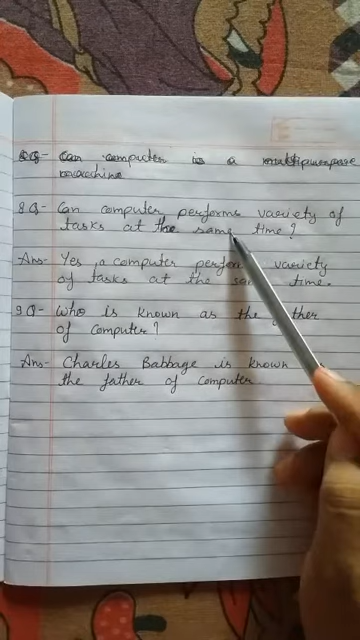 Can computer is a multipurpose
machine
8Q- Can computer performs variety of
tasks at the same time?
Ans- Yes, a computer perform variety
of tasks at the time.
9Q- Who is known as the ther
of computer?
Ans- Charles Babbage is known
the father of computer.